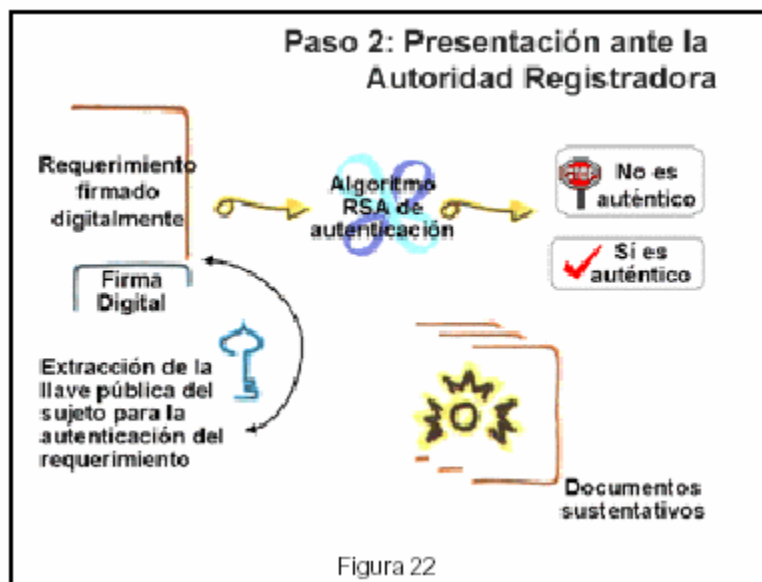 Paso 2: Presentación ante la
Autoridad Registradora
Requerimiento
firmado
digitalmente
Firma
Digital
Algoritmo
RSA de
autenticación
No es
auténtico
Sí es
auténtico
Extracción de la
llave pública del
sujeto para la
autenticación del
requerimiento
Documentos
sustentativos
Figura 22